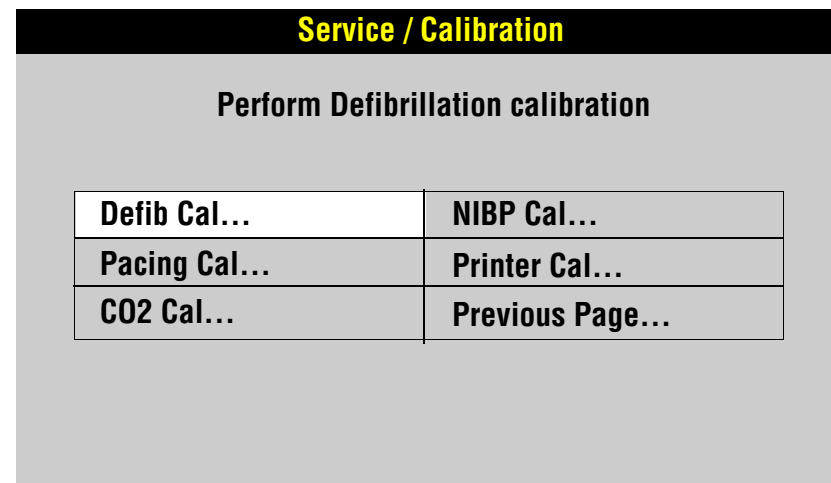 Service / Calibration
Perform Defibrillation calibration
Defib Cal... NIBP Cal...
Pacing Cal... Printer Cal...
CO2 Cal... Previous Page...